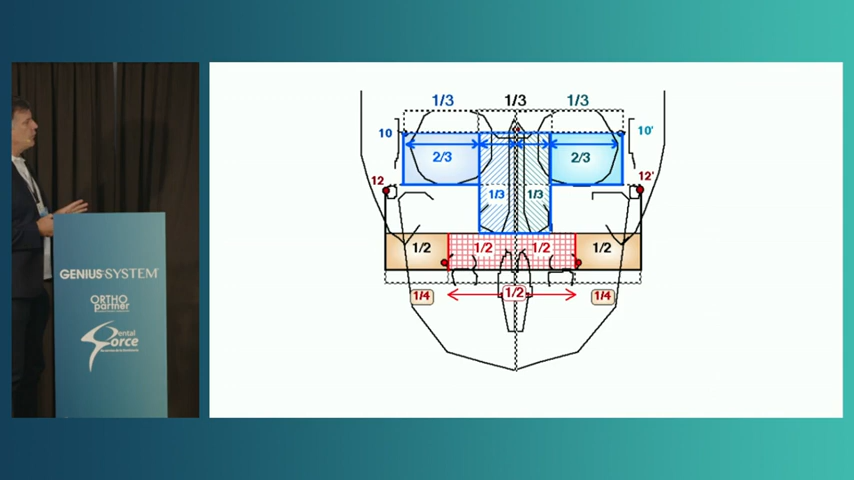 1/3 1/3 1/3
10 10'
2/3 2/3
12 12'
1/3 1/3
1/2 1/2 1/2 1/2
1/4 1/2 1/4
GENIUS SYSTEM
ORTHO
partner
Dental
Force